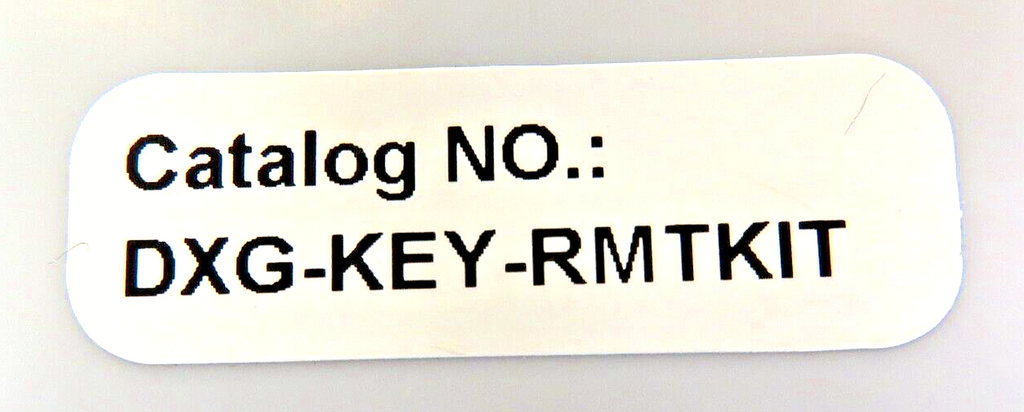 Catalog NO.:
DXG-KEY-RMTKIT